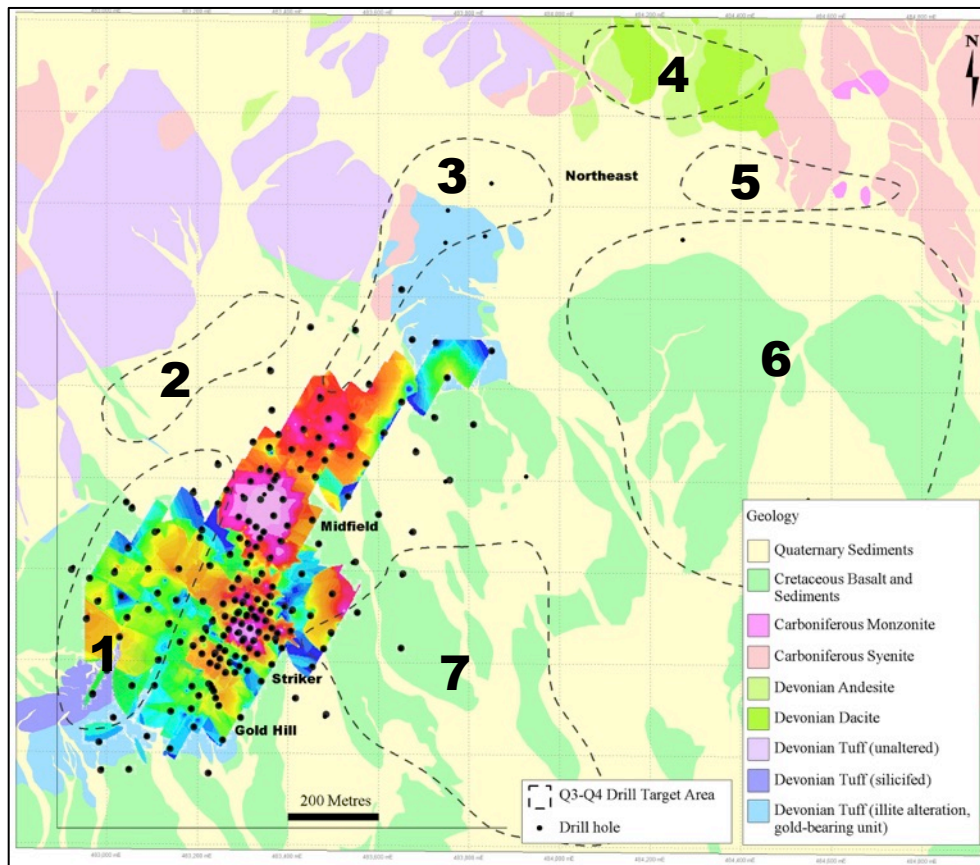 N
4
3
Northeast
5
2
6
Midfield
1
7
Striker
Gold Hill
200 Metres
Q3-Q4 Drill Target Area
Drill hole
Geology
Quaternary Sediments
Cretaceous Basalt and
Sediments
Carboniferous Monzonite
Carboniferous Syenite
Devonian Andesite
Devonian Dacite
Devonian Tuff (unaltered)
Devonian Tuff (silicifed)
Devonian Tuff (illite alteration,
gold-bearing unit)